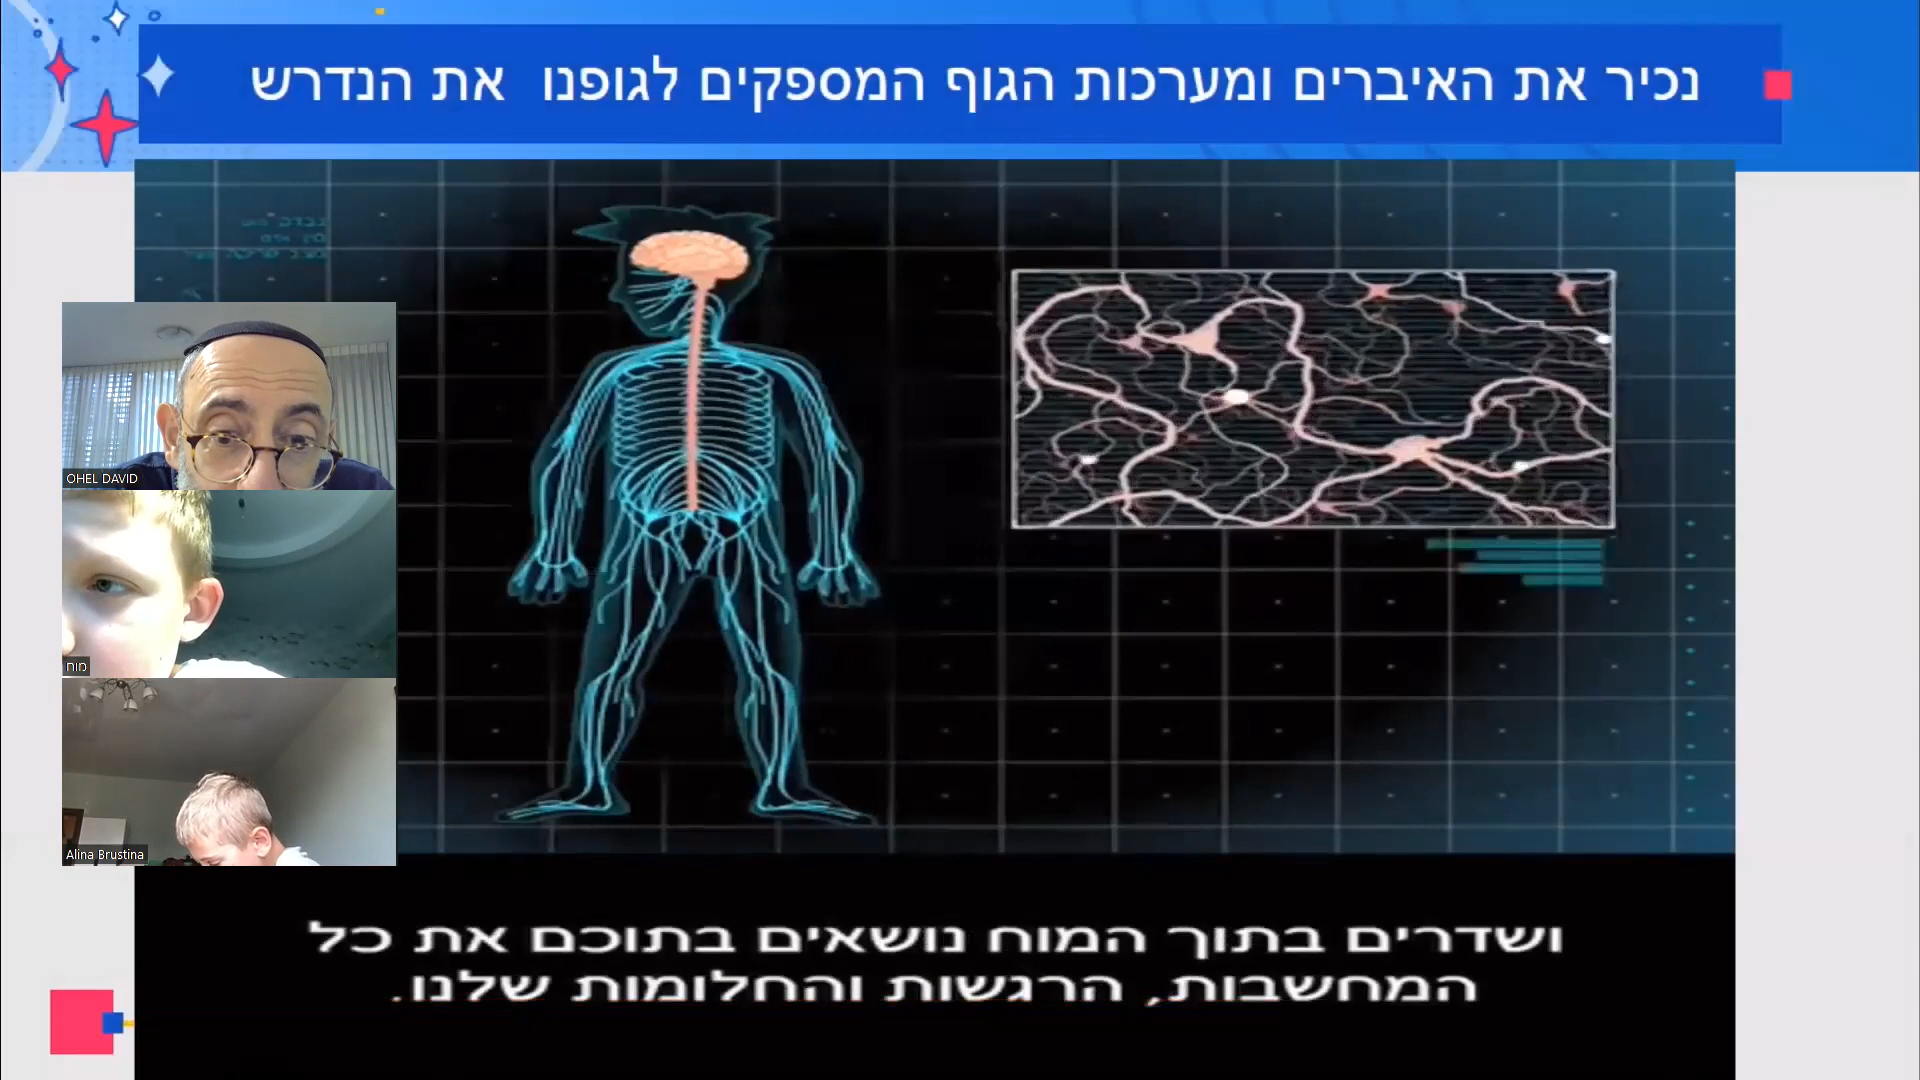 נכיר את האיברים ומערכות הגוף המספקים לגופנו את הנדרש
OHEL DAVID
מוח
Alina Brustina
ושדרים בתוך המוח נושאים בתוכם את כל
המחשבות, הרגשות והחלומות שלנו.